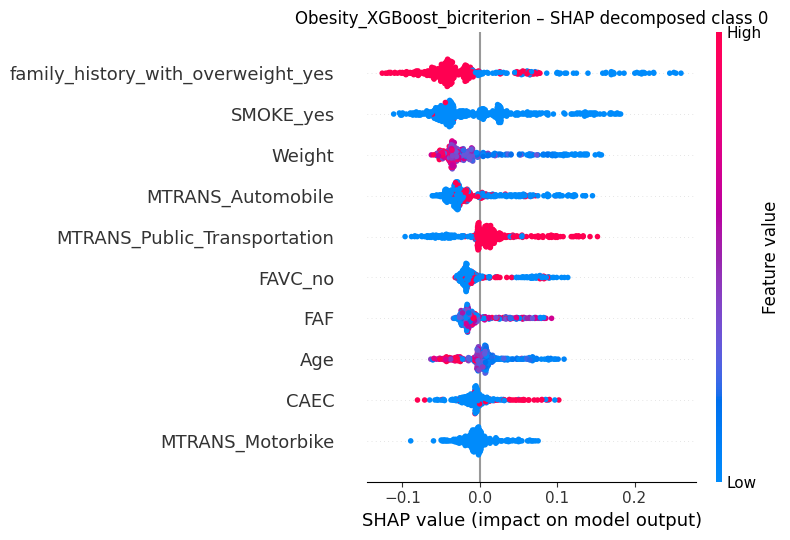 Obesity_XGBoost_bicriterion – SHAP decomposed class 0
High
family_history_with_overweight_yes
SMOKE_yes
Weight
MTRANS_Automobile
MTRANS_Public_Transportation
FAVC_no
FAF
Age
CAEC
MTRANS_Motorbike
Feature value
Low
−0.1 0.0 0.1 0.2
SHAP value (impact on model output)